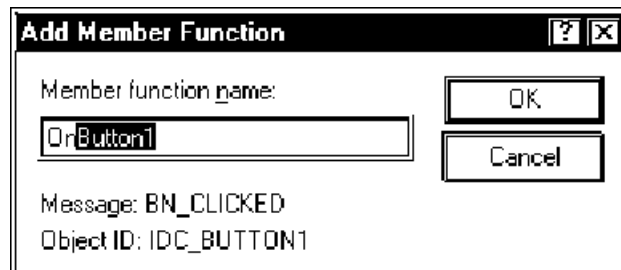 Add Member Function
Member function name:
OK
OnButton1
Cancel
Message: BN_CLICKED
Object ID: IDC_BUTTON1